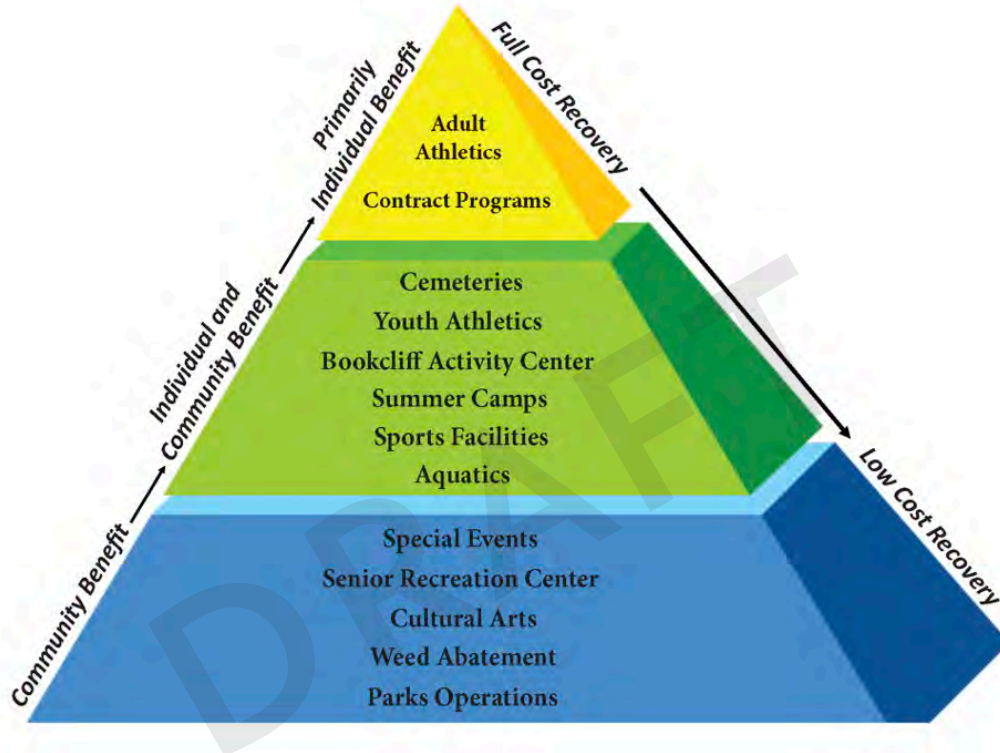 Primarily
Individual Benefit
Full Cost Recovery
Adult
Athletics
Contract Programs
Individual and
Community Benefit
Cemeteries
Youth Athletics
Bookcliff Activity Center
Summer Camps
Sports Facilities
Aquatics
Low Cost Recovery
Community Benefit
Special Events
Senior Recreation Center
Cultural Arts
Weed Abatement
Parks Operations
DRAFT